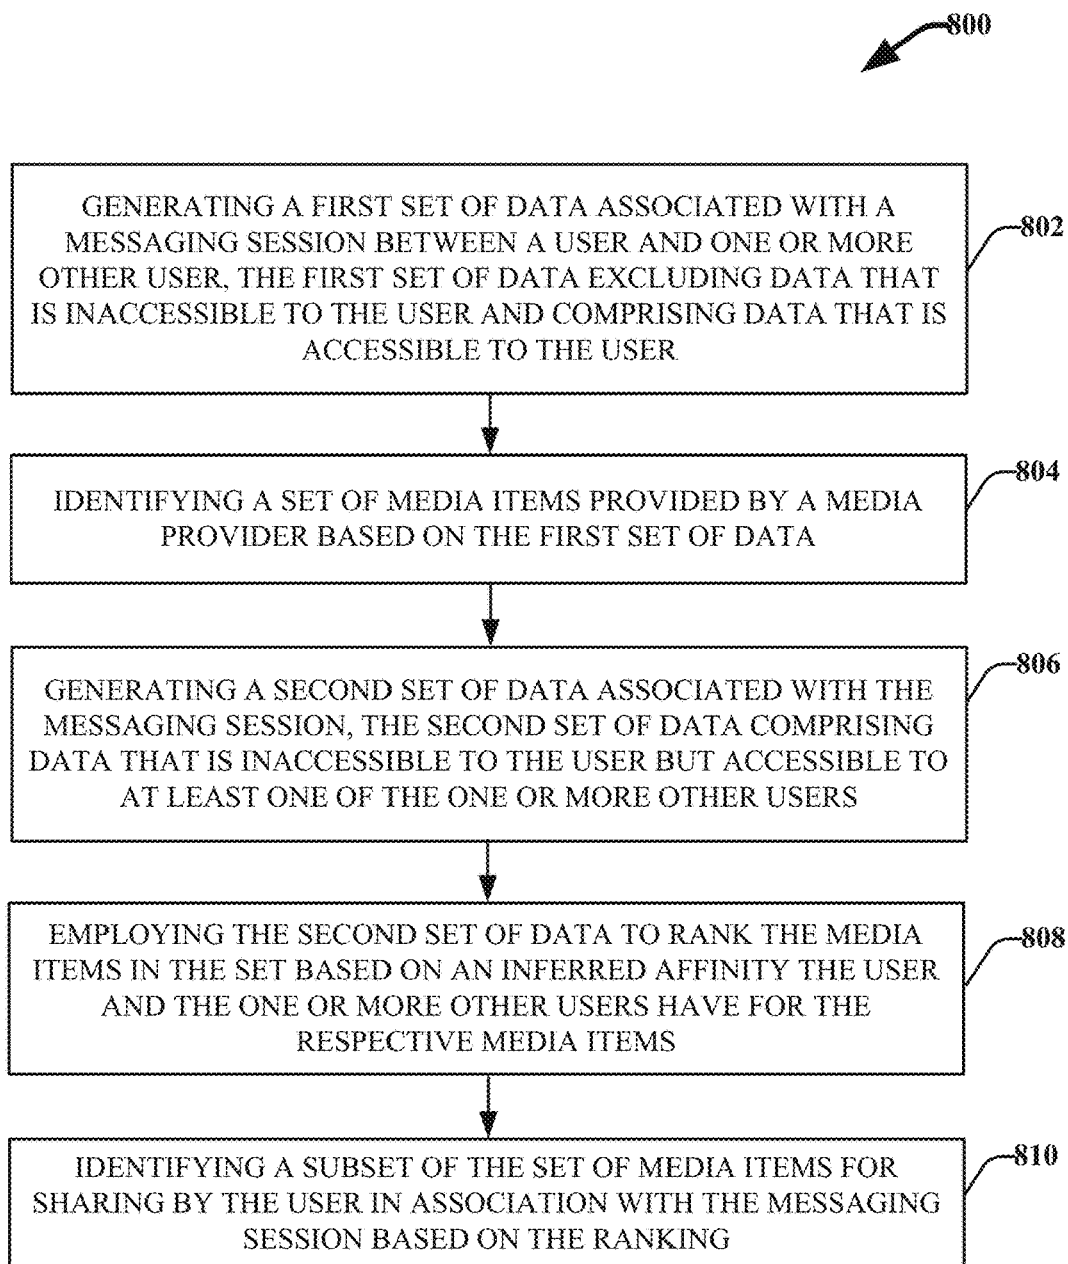 800
GENERATING A FIRST SET OF DATA ASSOCIATED WITH A
MESSAGING SESSION BETWEEN A USER AND ONE OR MORE
OTHER USER, THE FIRST SET OF DATA EXCLUDING DATA THAT
IS INACCESSIBLE TO THE USER AND COMPRISING DATA THAT IS
ACCESSIBLE TO THE USER
802
IDENTIFYING A SET OF MEDIA ITEMS PROVIDED BY A MEDIA
PROVIDER BASED ON THE FIRST SET OF DATA
804
GENERATING A SECOND SET OF DATA ASSOCIATED WITH THE
MESSAGING SESSION, THE SECOND SET OF DATA COMPRISING
DATA THAT IS INACCESSIBLE TO THE USER BUT ACCESSIBLE TO
AT LEAST ONE OF THE ONE OR MORE OTHER USERS
806
EMPLOYING THE SECOND SET OF DATA TO RANK THE MEDIA
ITEMS IN THE SET BASED ON AN INFERRED AFFINITY THE USER
AND THE ONE OR MORE OTHER USERS HAVE FOR THE
RESPECTIVE MEDIA ITEMS
808
IDENTIFYING A SUBSET OF THE SET OF MEDIA ITEMS FOR
SHARING BY THE USER IN ASSOCIATION WITH THE MESSAGING
SESSION BASED ON THE RANKING
810